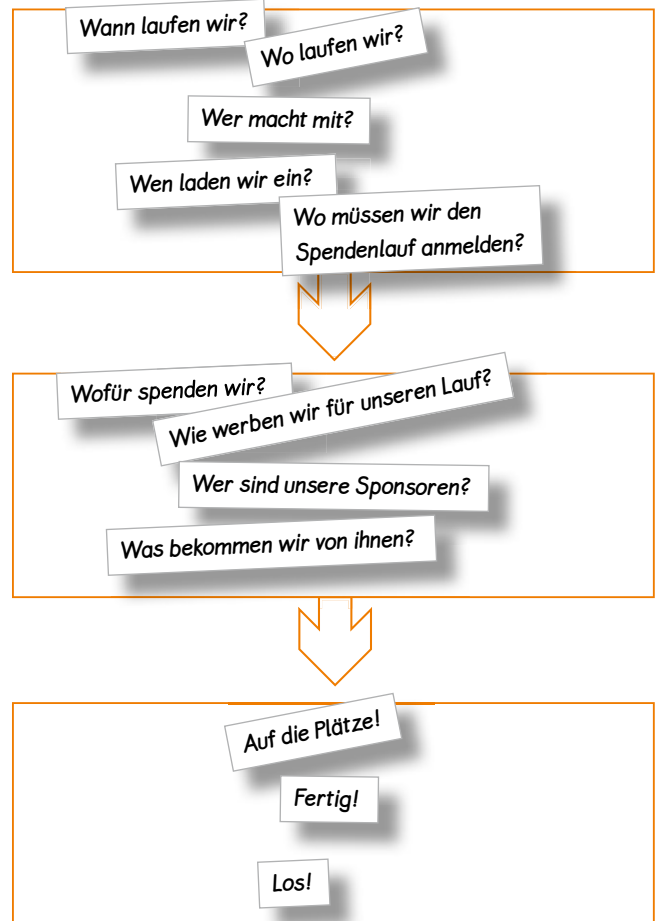 Wann laufen wir?
Wo laufen wir?
Wer macht mit?
Wen laden wir ein?
Wo müssen wir den
Spendenlauf anmelden?
Wofür spenden wir?
Wie werben wir für unseren Lauf?
Wer sind unsere Sponsoren?
Was bekommen wir von ihnen?
Auf die Plätze!
Fertig!
Los!